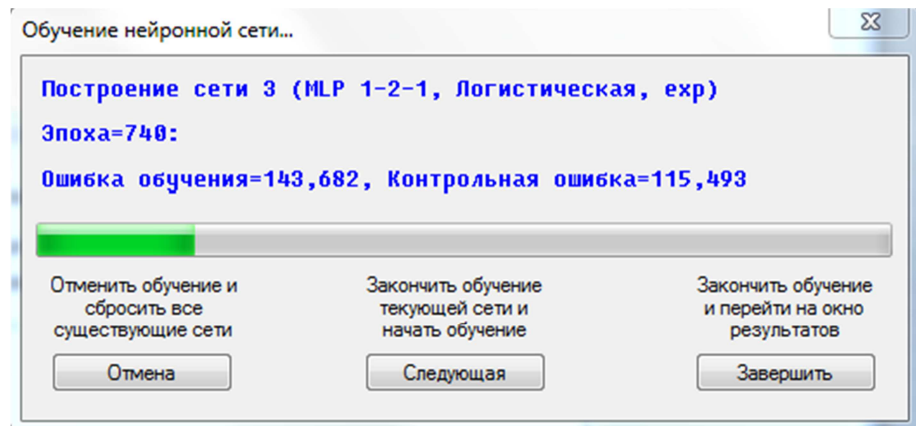 Обучение нейронной сети...
Построение сети 3 (MLP 1-2-1, Логистическая, exp)
Эпоха=740:
Ошибка обучения=143,682, Контрольная ошибка=115,493
Отменить обучение и
сбросить все
существующие сети
Закончить обучение
текущей сети и
начать обучение
Закончить обучение
и перейти на окно
результатов
Отмена
Следующая
Завершить